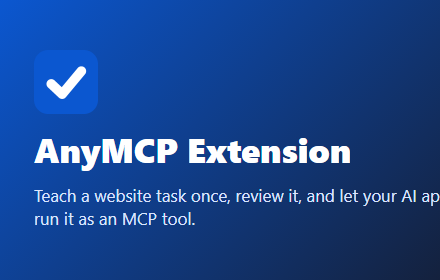 AnyMCP Extension
Teach a website task once, review it, and let your AI ap
run it as an MCP tool.